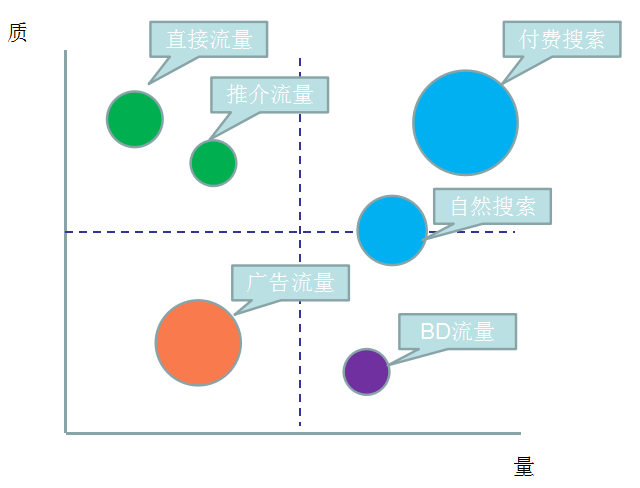 质
直接流量
付费搜索
推介流量
自然搜索
广告流量
BD流量
量